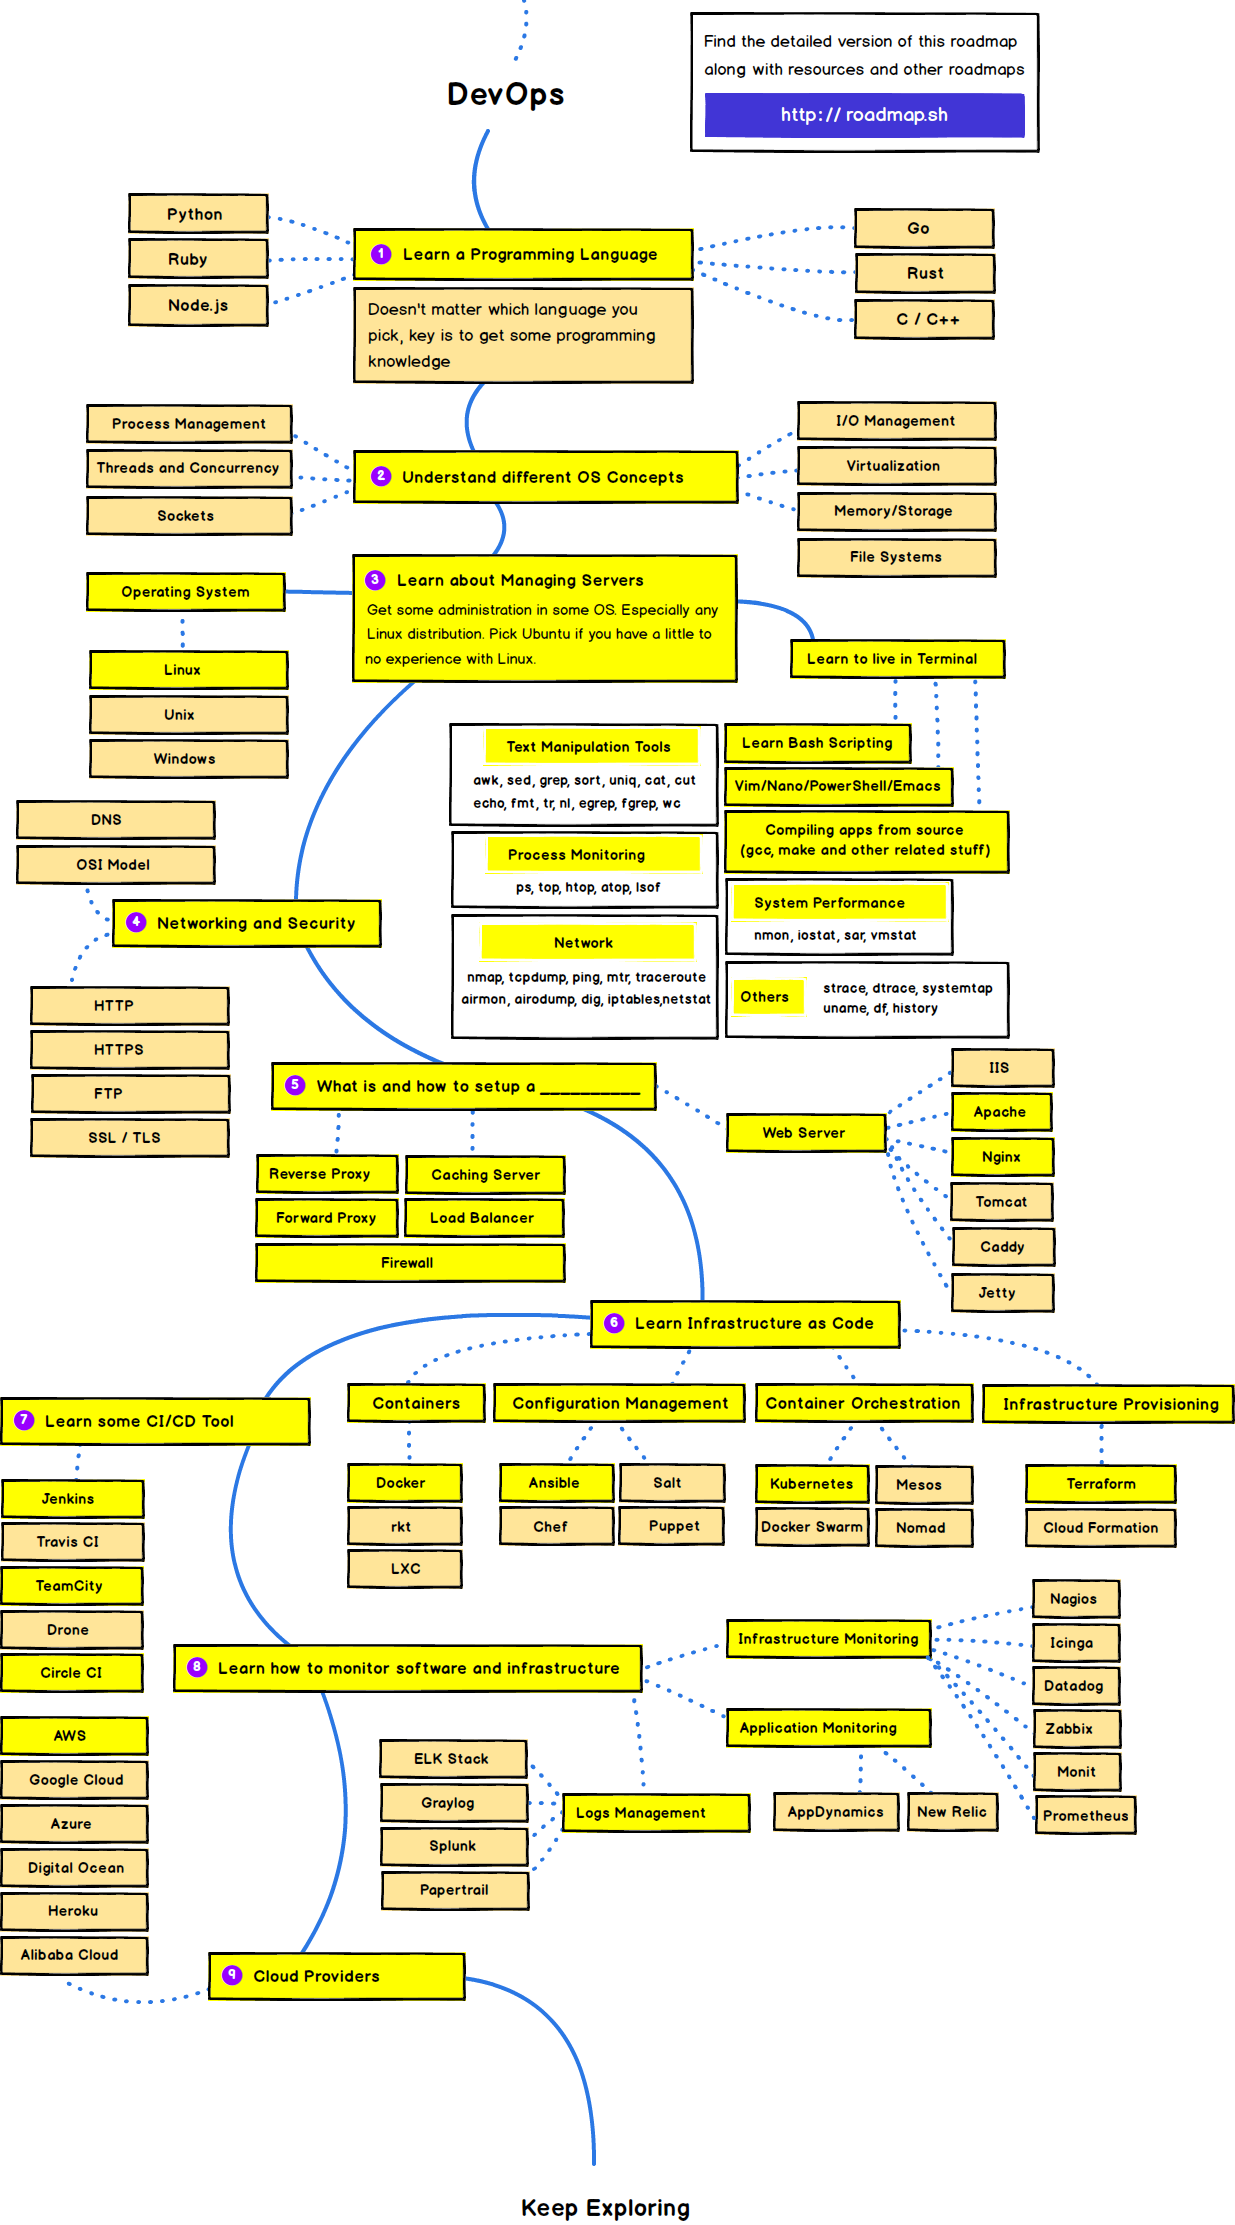 Find the detailed version of this roadmap
along with resources and other roadmaps
http:// roadmap.sh
DevOps
Python
Ruby
Node.js
1 Learn a Programming Language
Doesn't matter which language you
pick, key is to get some programming
knowledge
Go
Rust
C / C++
Process Management
Threads and Concurrency
Sockets
2 Understand different OS Concepts
I/O Management
Virtualization
Memory/Storage
File Systems
3 Learn about Managing Servers
Get some administration in some OS. Especially any
Linux distribution. Pick Ubuntu if you have a little to
no experience with Linux.
Operating System
Linux
Unix
Windows
Learn to live in Terminal
Learn Bash Scripting
Vim/Nano/PowerShell/Emacs
Compiling apps from source
(gcc, make and other related stuff)
Text Manipulation Tools
awk, sed, grep, sort, uniq, cat, cut
echo, fmt, tr, nl, egrep, fgrep, wc
Process Monitoring
ps, top, htop, atop, lsof
System Performance
nmon, iostat, sar, vmstat
Network
nmap, tcpdump, ping, mtr, traceroute
airmon, airodump, dig, iptables,netstat
Others
strace, dtrace, systemtap
uname, df, history
DNS
OSI Model
4 Networking and Security
HTTP
HTTPS
FTP
SSL / TLS
5 What is and how to setup a __________
Reverse Proxy
Caching Server
Forward Proxy
Load Balancer
Firewall
Web Server
IIS
Apache
Nginx
Tomcat
Caddy
Jetty
6 Learn Infrastructure as Code
Containers
Docker
rkt
LXC
Configuration Management
Ansible
Salt
Chef
Puppet
Container Orchestration
Kubernetes
Mesos
Docker Swarm
Nomad
Infrastructure Provisioning
Terraform
Cloud Formation
7 Learn some CI/CD Tool
Jenkins
Travis CI
TeamCity
Drone
Circle CI
8 Learn how to monitor software and infrastructure
Infrastructure Monitoring
Nagios
Icinga
Datadog
Zabbix
Monit
Prometheus
Application Monitoring
AppDynamics
New Relic
Logs Management
ELK Stack
Graylog
Splunk
Papertrail
AWS
Google Cloud
Azure
Digital Ocean
Heroku
Alibaba Cloud
9 Cloud Providers
Keep Exploring